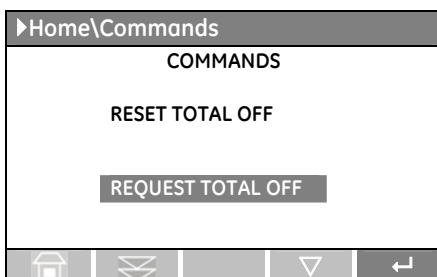 Home\Commands
COMMANDS
RESET TOTAL OFF
REQUEST TOTAL OFF